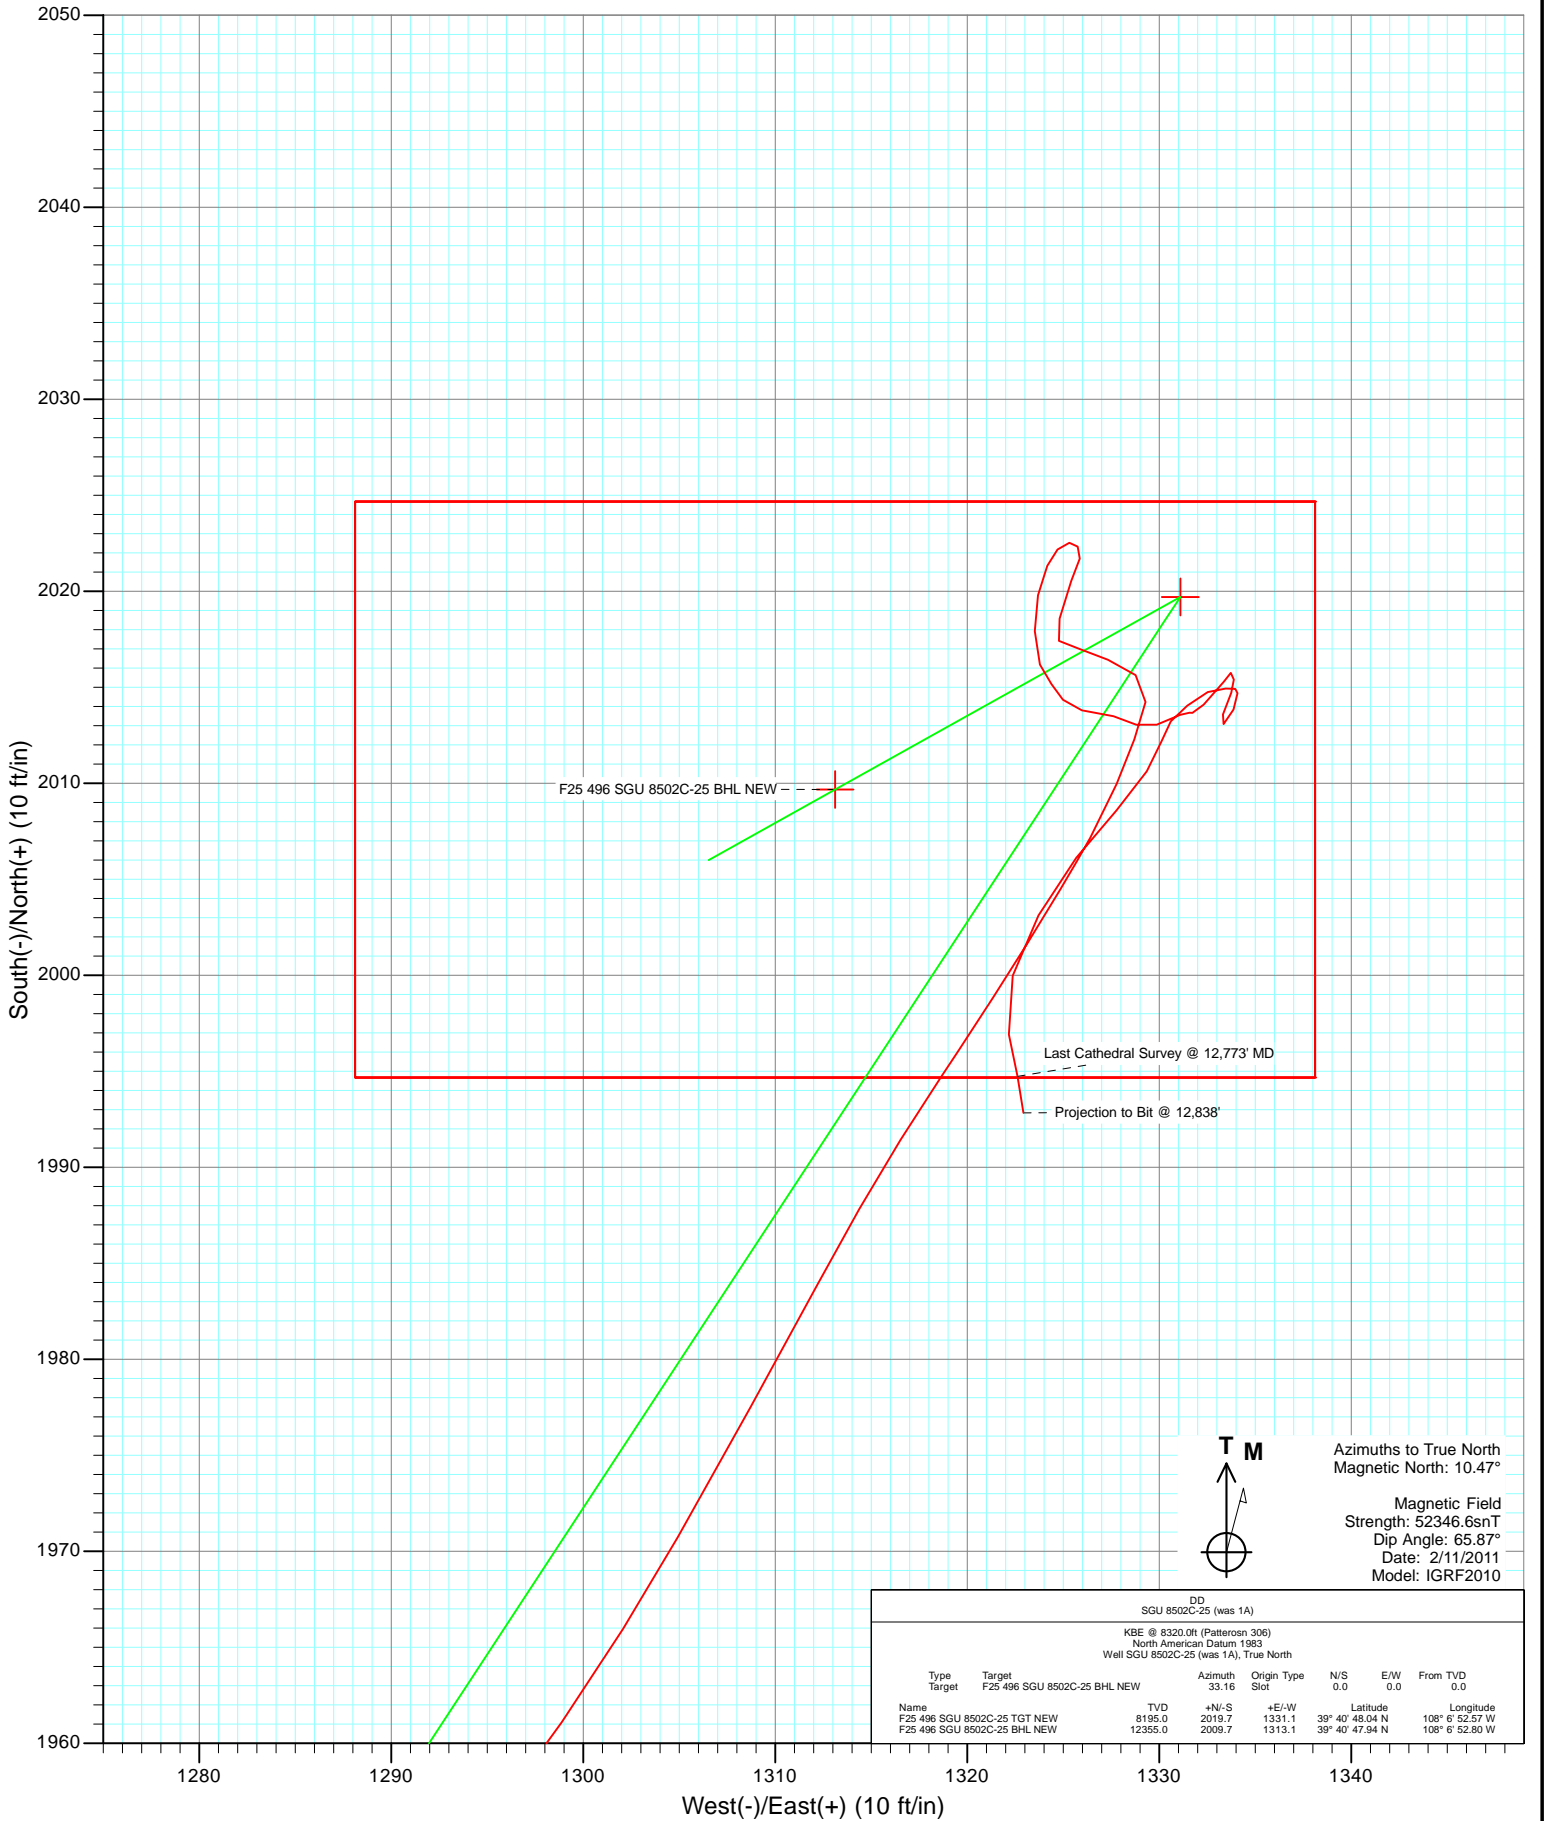 2050
2040
2030
2020
2010
2000
1990
1980
1970
1960
South(-)/North(+) (10 ft/in)
F25 496 SGU 8502C-25 BHL NEW
Last Cathedral Survey @ 12,773' MD
Projection to Bit @ 12,838'
T M
Azimuths to True North
Magnetic North: 10.47°
Magnetic Field
Strength: 52346.6snT
Dip Angle: 65.87°
Date: 2/11/2011
Model: IGRF2010
DD
SGU 8502C-25 (was 1A)
KBE @ 8320.0ft (Patterosn 306)
North American Datum 1983
Well SGU 8502C-25 (was 1A), True North
Type Target Azimuth Origin Type N/S E/W From TVD
Target F25 496 SGU 8502C-25 BHL NEW 33.16 Slot 0.0 0.0 0.0
Name TVD +N/-S +E/-W Latitude Longitude
F25 496 SGU 8502C-25 TGT NEW 8195.0 2019.7 1331.1 39° 40' 48.04 N 108° 6' 52.57 W
F25 496 SGU 8502C-25 BHL NEW 12355.0 2009.7 1313.1 39° 40' 47.94 N 108° 6' 52.80 W
1280 1290 1300 1310 1320 1330 1340
West(-)/East(+) (10 ft/in)